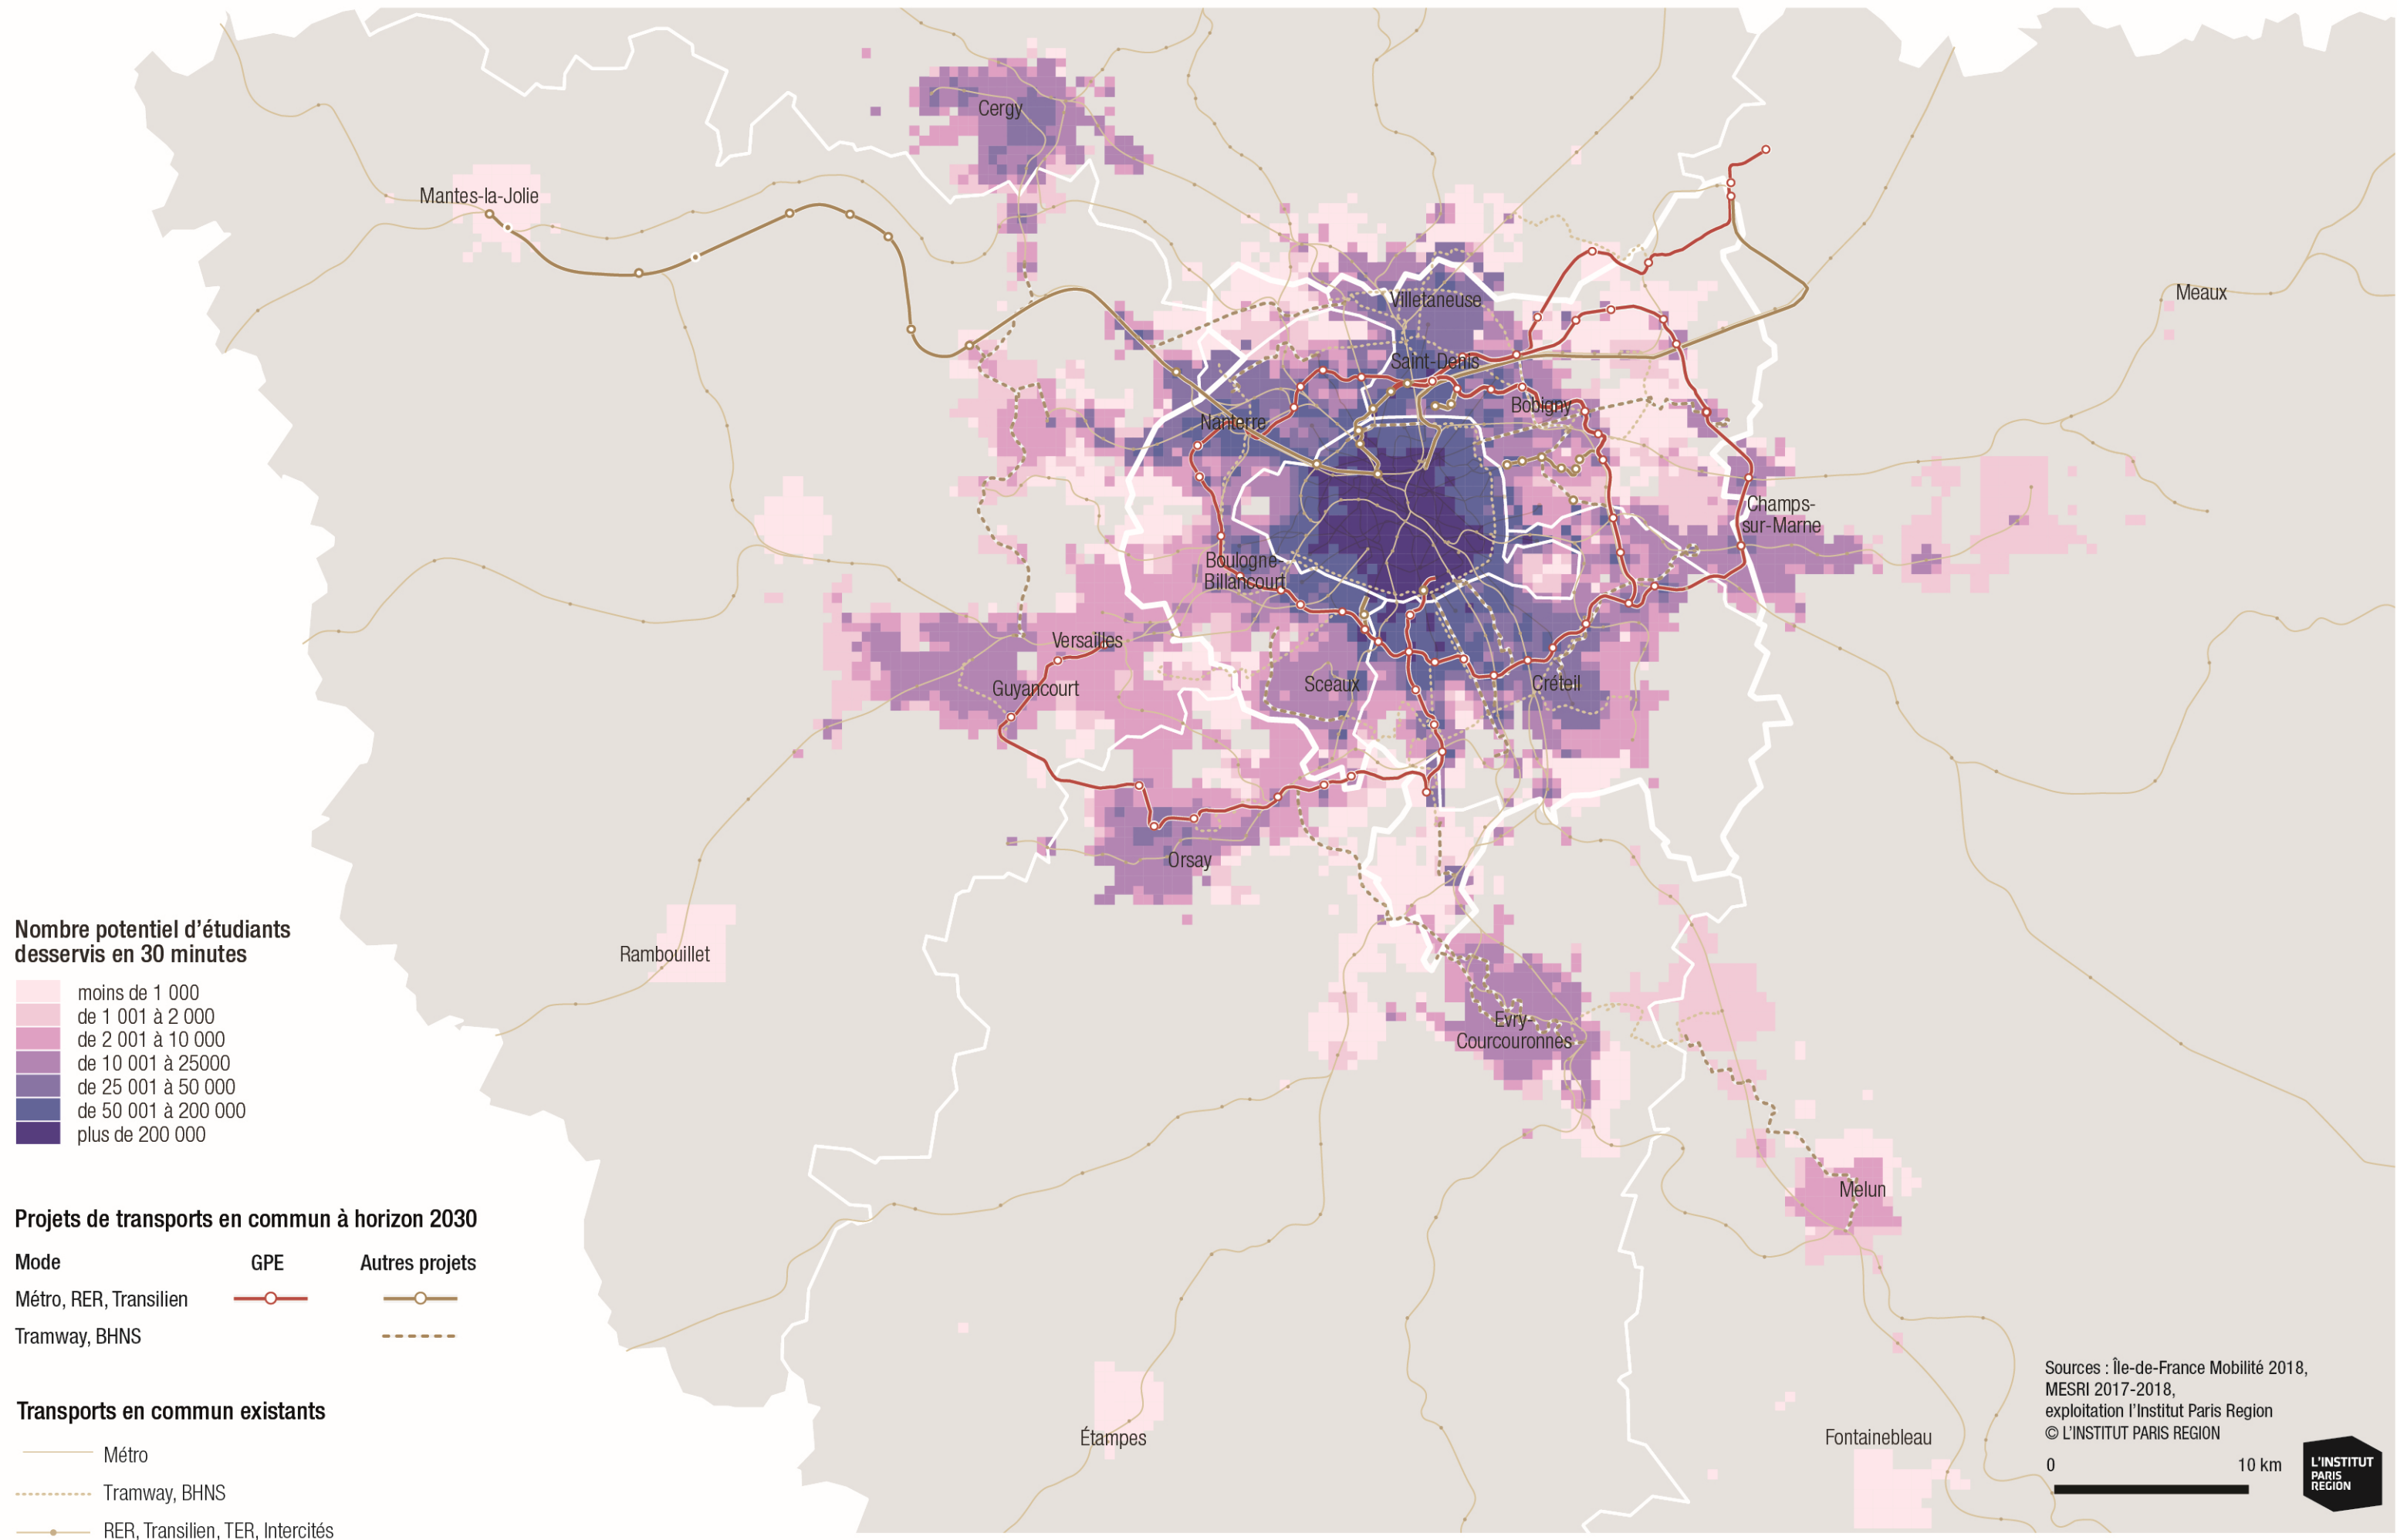 Cergy
Mantes-la-Jolie
Meaux
Villetaneuse
Saint-Denis
Bobigny
Nanterre
Champs-
sur-Marne
Boulogne-
Billancourt
Versailles
Guyancourt
Sceaux
Créteil
Orsay
Rambouillet
Evry-
Courcouronnes
Melun
Étampes
Fontainebleau
Nombre potentiel d’étudiants
desservis en 30 minutes
moins de 1 000
de 1 001 à 2 000
de 2 001 à 10 000
de 10 001 à 25000
de 25 001 à 50 000
de 50 001 à 200 000
plus de 200 000
Projets de transports en commun à horizon 2030
Mode GPE Autres projets
Métro, RER, Transilien
Tramway, BHNS
Transports en commun existants
Métro
Tramway, BHNS
RER, Transilien, TER, Intercités
Sources : Île-de-France Mobilité 2018,
MESRI 2017-2018,
exploitation l’Institut Paris Region
© L’INSTITUT PARIS REGION
0 10 km
L’INSTITUT
PARIS
REGION